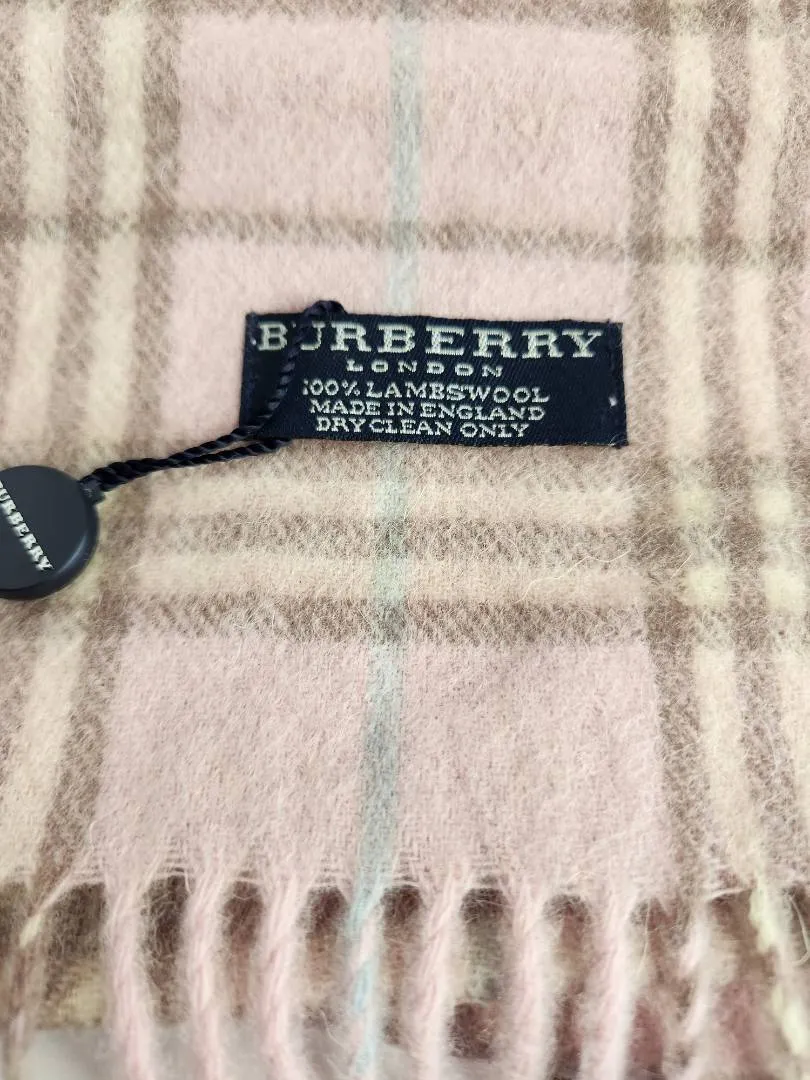 BURBERRY
LONDON
100% LAMBSWOOL
MADE IN ENGLAND
DRY CLEAN ONLY
BURBERRY